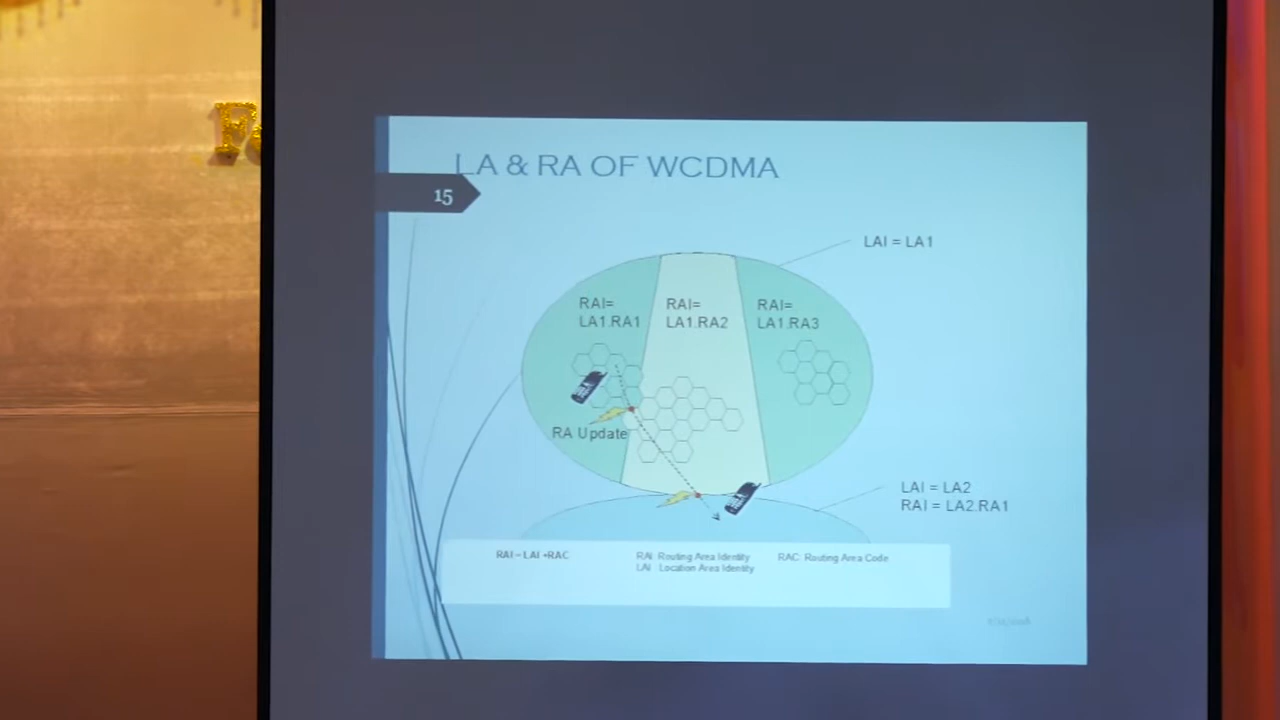 LA & RA OF WCDMA
15
LAI = LA1
RAI=
LA1.RA1
RAI=
LA1.RA2
RAI=
LA1.RA3
RA Update
LAI = LA2
RAI = LA2.RA1
RAI = LAI +RAC
RAI: Routing Area Identity
LAI: Location Area Identity
RAC: Routing Area Code